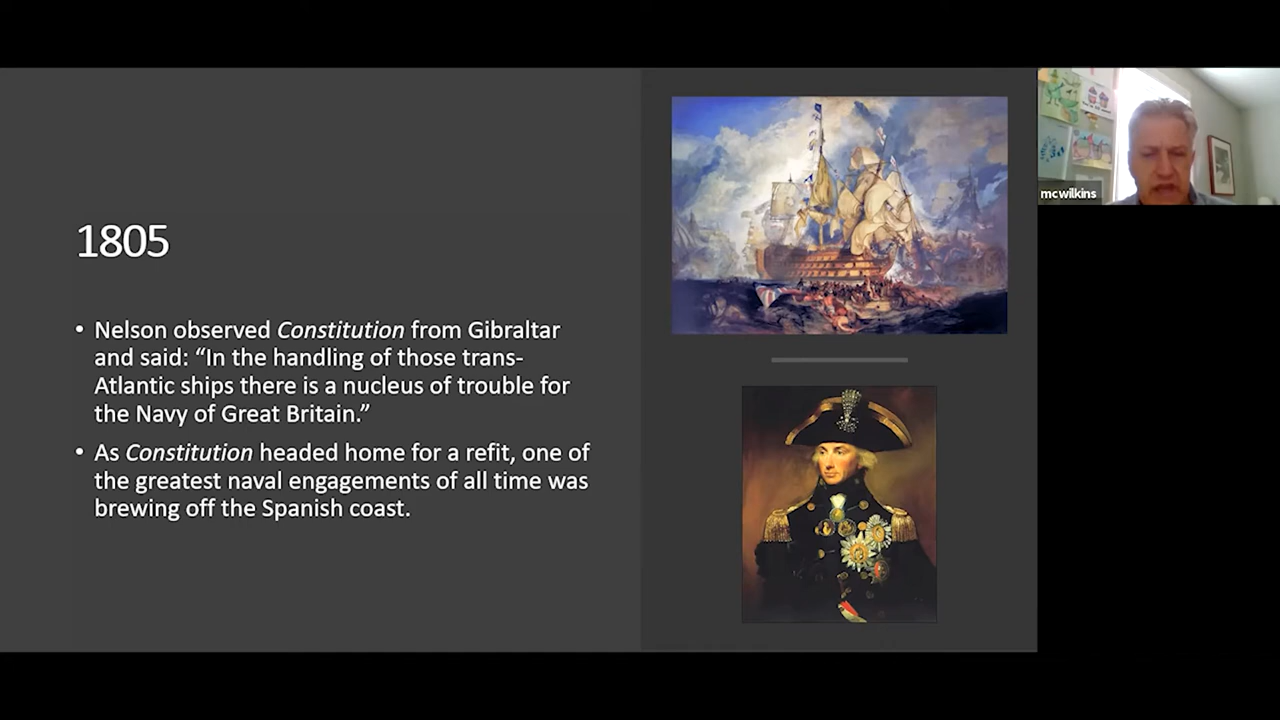 1805
• Nelson observed Constitution from Gibraltar
and said: “In the handling of those trans-
Atlantic ships there is a nucleus of trouble for
the Navy of Great Britain.”
• As Constitution headed home for a refit, one of
the greatest naval engagements of all time was
brewing off the Spanish coast.
mcwilkins